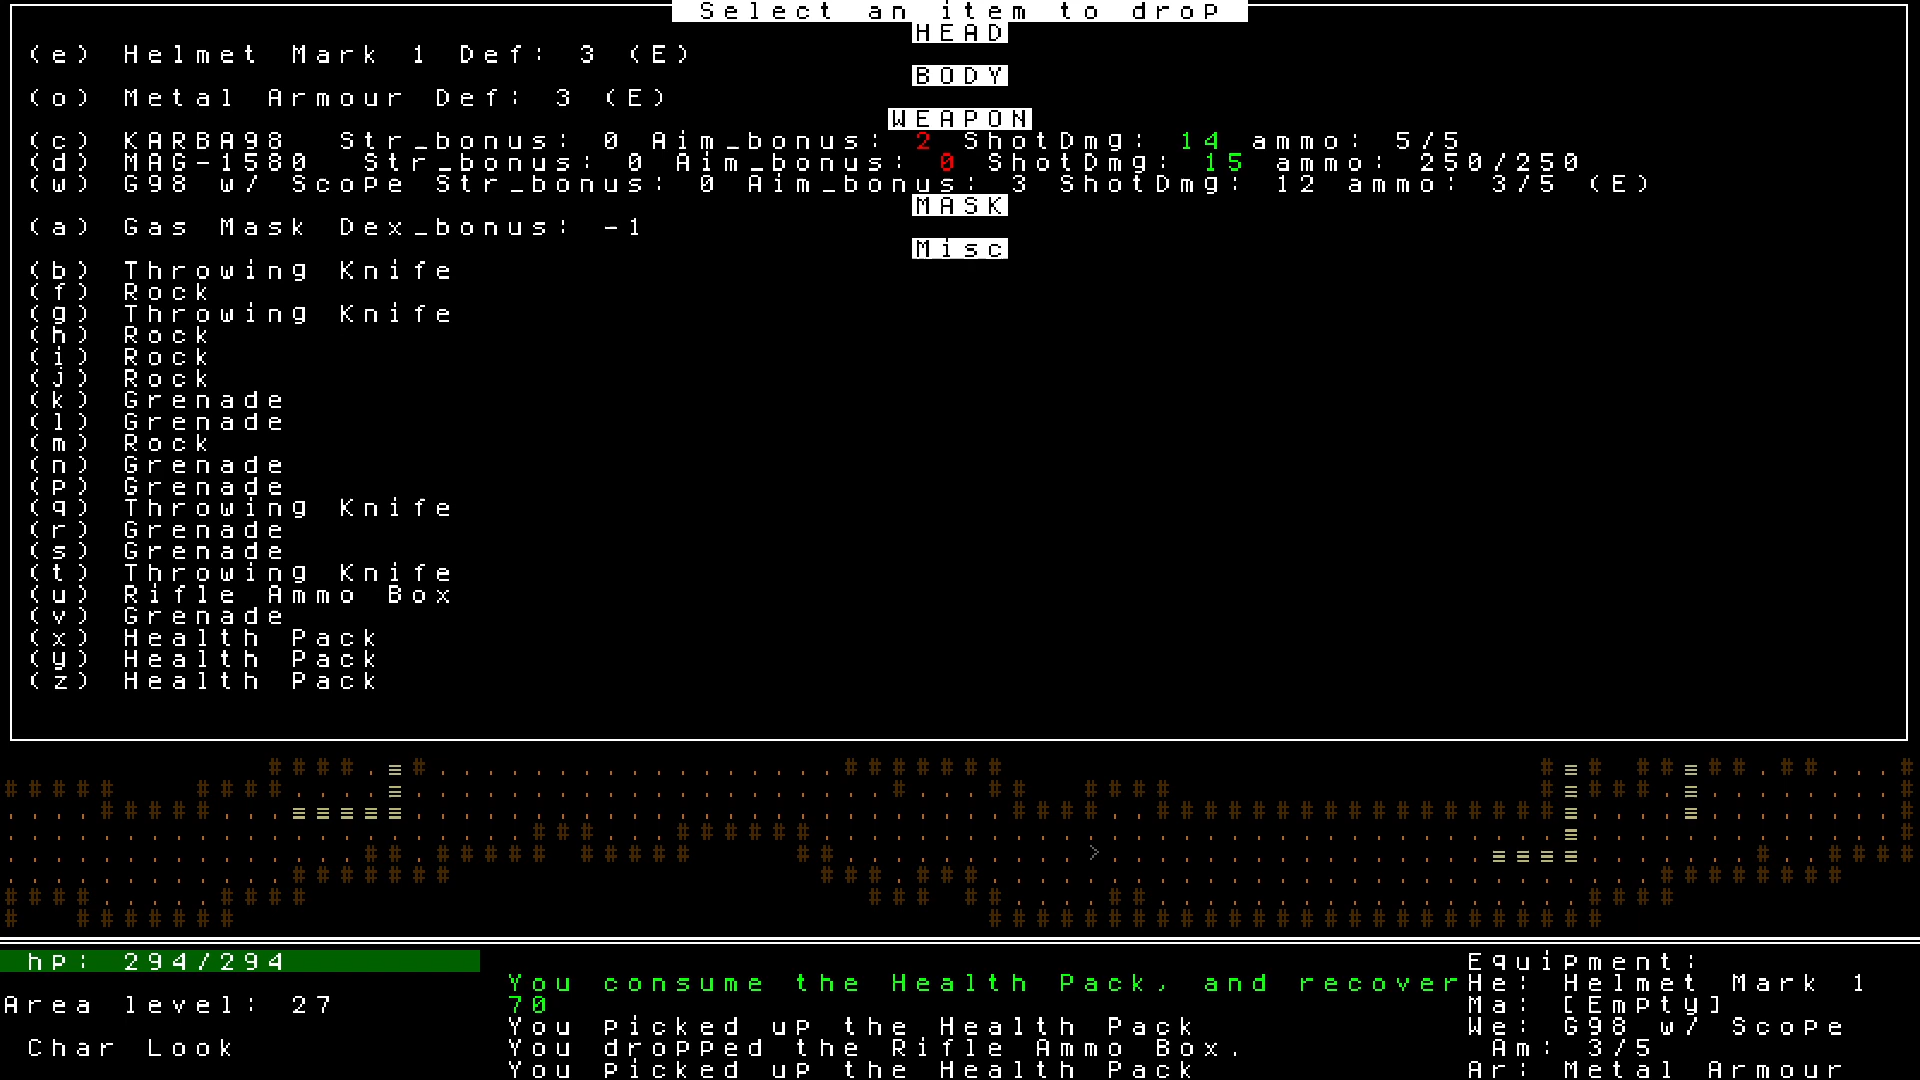 Select an item to drop
HEAD
(e) Helmet Mark 1 Def: 3 (E)
BODY
(o) Metal Armour Def: 3 (E)
WEAPON
(c) KARBA98 Str_bonus: 0 Aim_bonus: 2 ShotDmg: 14 ammo: 5/5
(d) MAG-1580 Str_bonus: 0 Aim_bonus: 0 ShotDmg: 15 ammo: 250/250
(w) G98 w/ Scope Str_bonus: 0 Aim_bonus: 3 ShotDmg: 12 ammo: 3/5 (E)
MASK
(a) Gas Mask Dex_bonus: -1
Misc
(b) Throwing Knife
(f) Rock
(g) Throwing Knife
(h) Rock
(i) Rock
(j) Rock
(k) Grenade
(l) Grenade
(m) Rock
(n) Grenade
(p) Grenade
(q) Throwing Knife
(r) Grenade
(s) Grenade
(t) Throwing Knife
(u) Rifle Ammo Box
(v) Grenade
(x) Health Pack
(y) Health Pack
(z) Health Pack
hp: 294/294
Area level: 27
Char Look
You consume the Health Pack, and recover
70
You picked up the Health Pack
You dropped the Rifle Ammo Box.
You picked up the Health Pack
Equipment:
He: Helmet Mark 1
Ma: [Empty]
We: G98 w/ Scope
Am: 3/5
Ar: Metal Armour